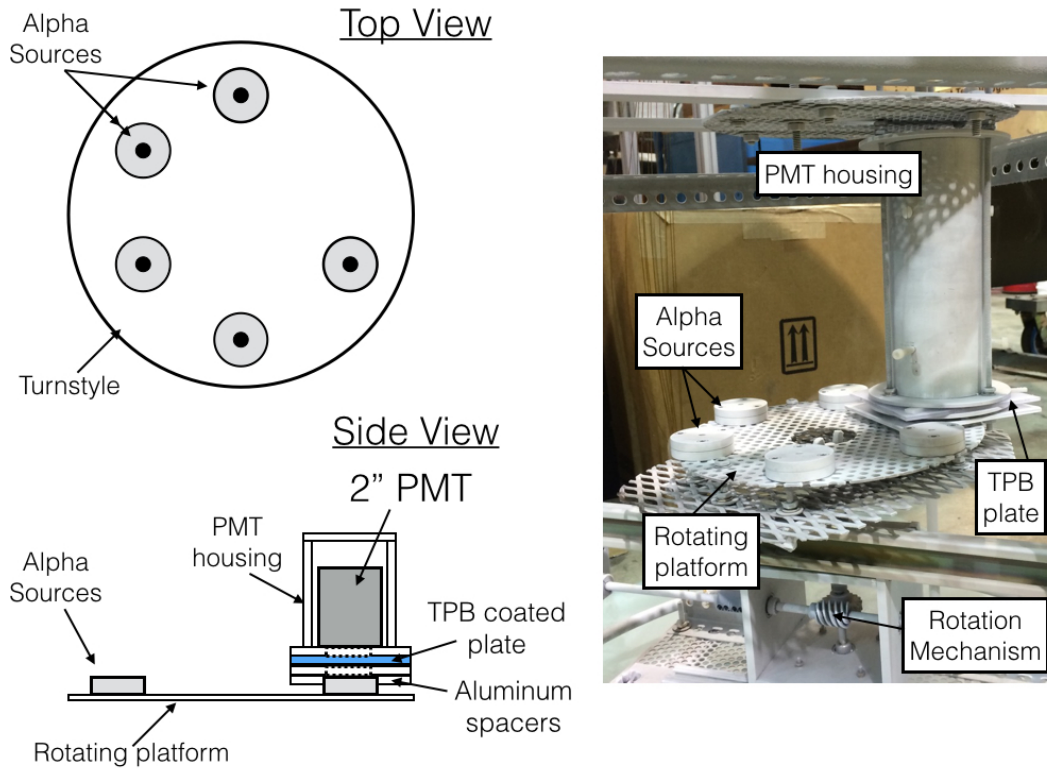 Top View
Alpha
Sources
Turnstyle
Side View
2” PMT
PMT
housing
Alpha
Sources
TPB coated
plate
Aluminum
spacers
Rotating platform
PMT housing
Alpha
Sources
TPB
plate
Rotating
platform
Rotation
Mechanism